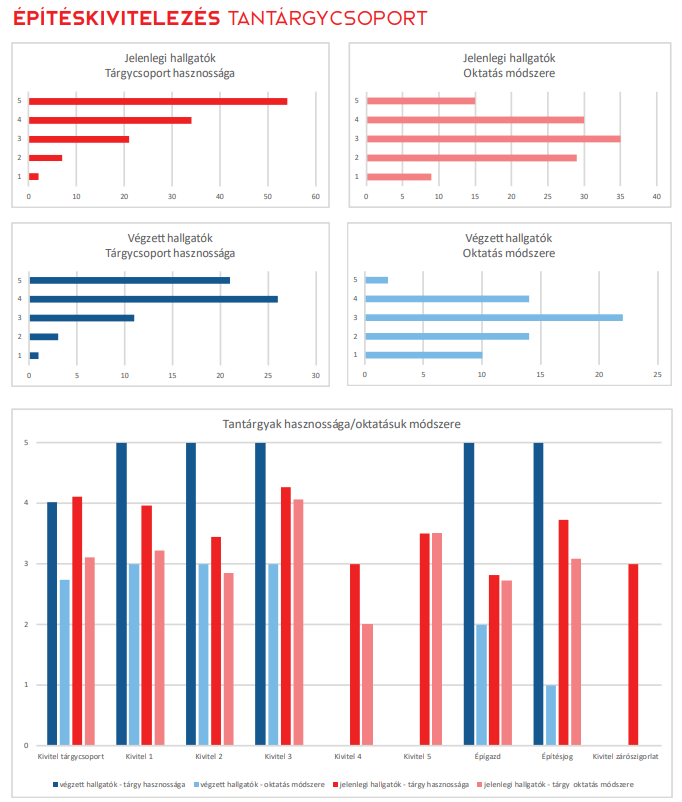 ÉPÍTÉSKIVITELEZÉS TANTÁRGYCSOPORT
Jelenlegi hallgatók
Tárgycsoport hasznossága
5
4
3
2
1
0 10 20 30 40 50 60
Jelenlegi hallgatók
Oktatás módszere
5
4
3
2
1
0 5 10 15 20 25 30 35 40
Végzett hallgatók
Tárgycsoport hasznossága
5
4
3
2
1
0 5 10 15 20 25 30
Végzett hallgatók
Oktatás módszere
5
4
3
2
1
0 5 10 15 20 25
Tantárgyak hasznossága/oktatásuk módszere
5
4
3
2
1
0
Kivitel tárgycsoport Kivitel 1 Kivitel 2 Kivitel 3 Kivitel 4 Kivitel 5 Épigazd Építésjog Kivitel zárószigorlat
végzett hallgatók - tárgy hasznossága végzett hallgatók - oktatás módszere jelenlegi hallgatók - tárgy hasznossága jelenlegi hallgatók - tárgy oktatás módszere